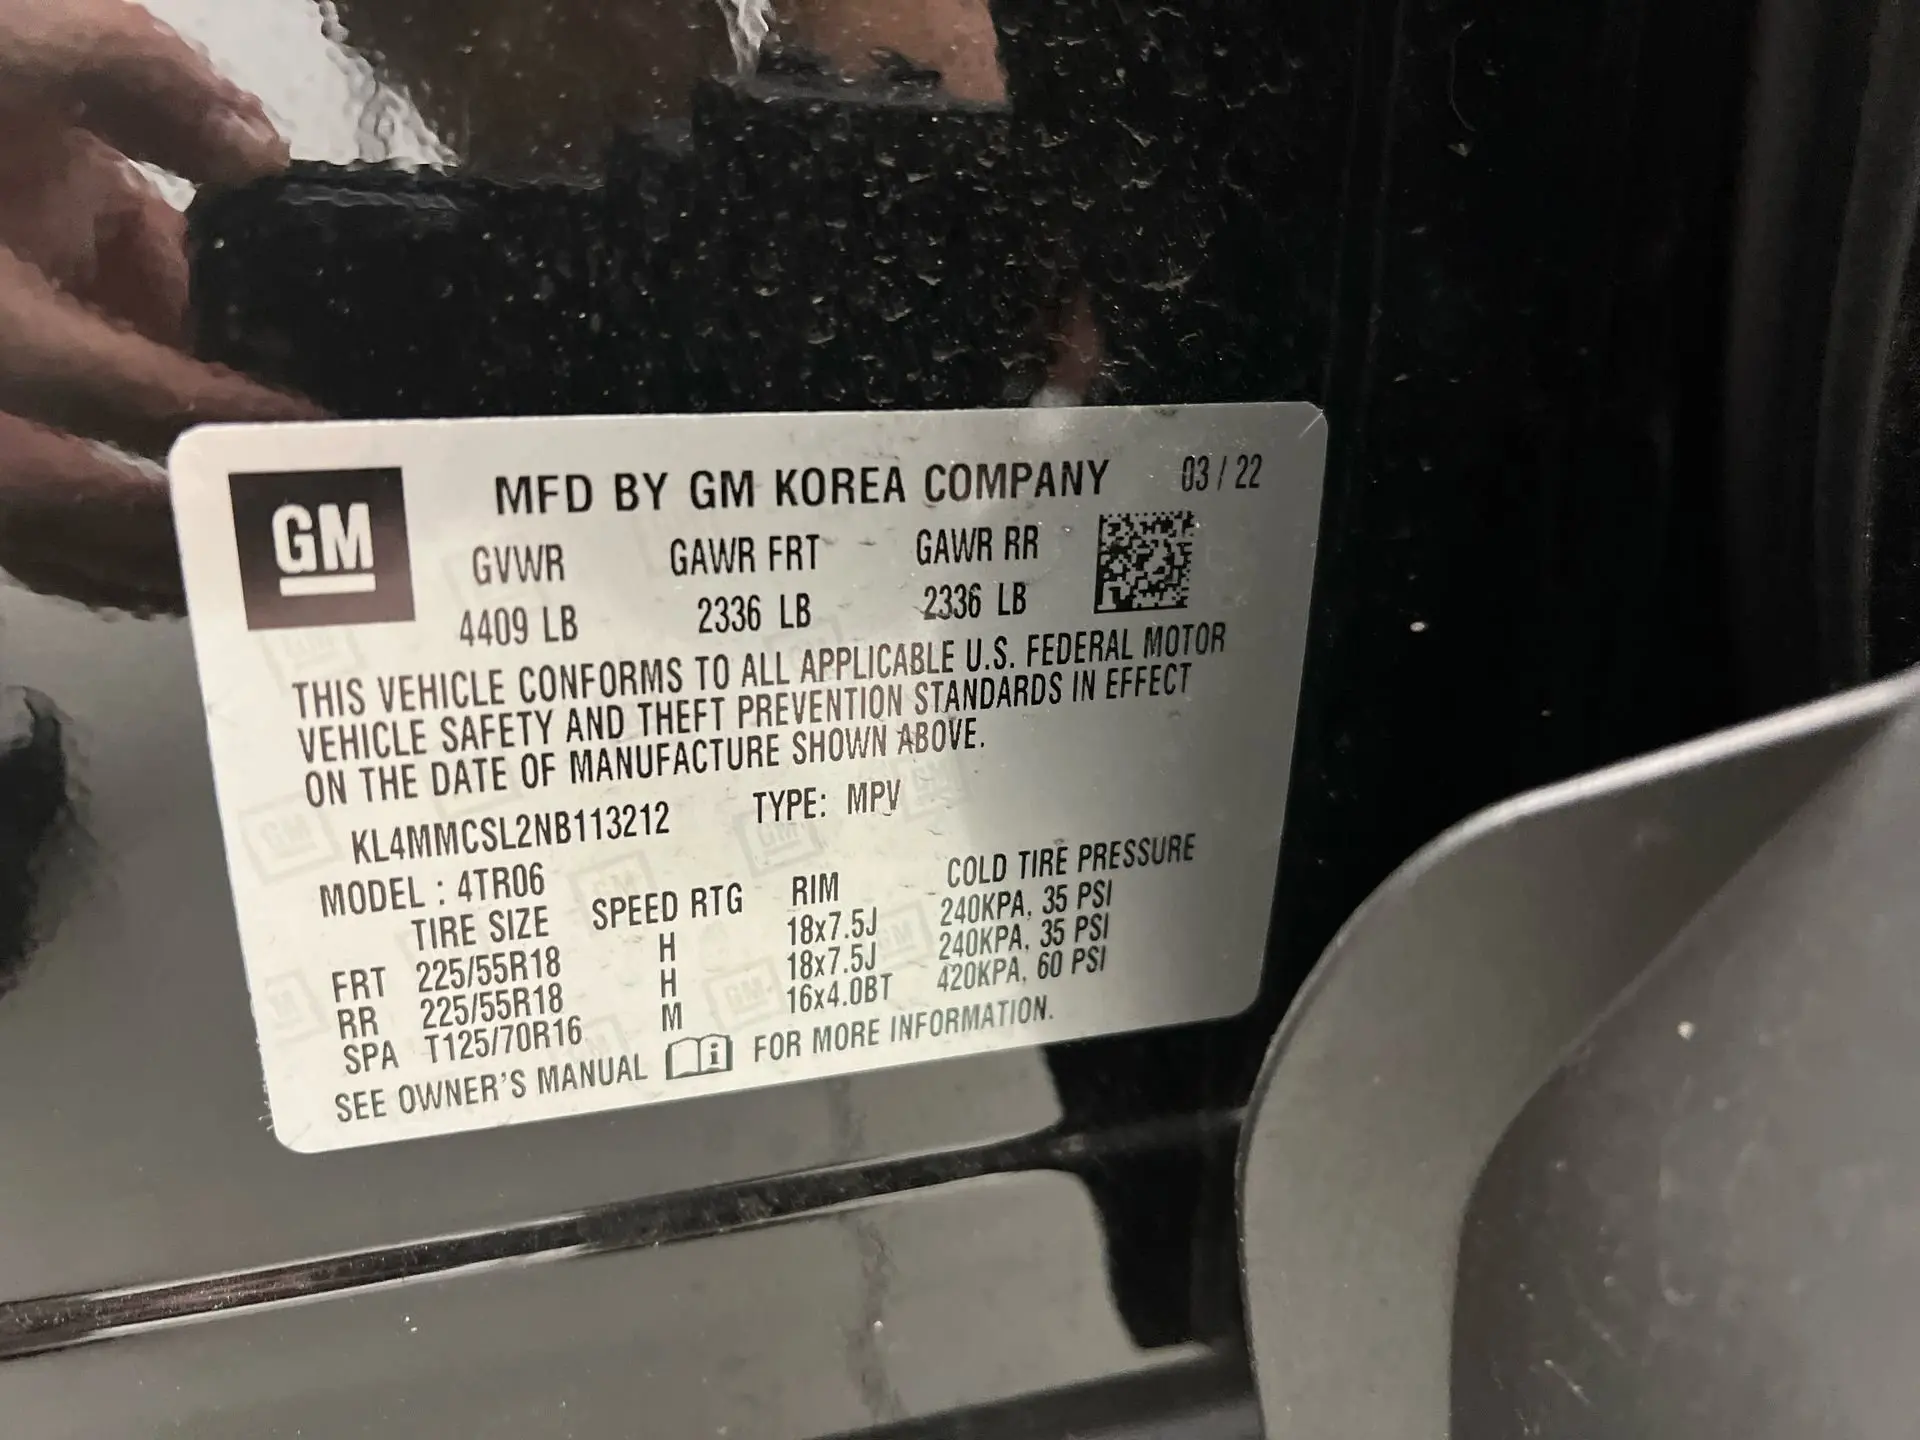 GM
MFD BY GM KOREA COMPANY 03 / 22
GVWR GAWR FRT GAWR RR
4409 LB 2336 LB 2336 LB
THIS VEHICLE CONFORMS TO ALL APPLICABLE U.S. FEDERAL MOTOR
VEHICLE SAFETY AND THEFT PREVENTION STANDARDS IN EFFECT
ON THE DATE OF MANUFACTURE SHOWN ABOVE.
KL4MMCSL2NB113212 TYPE: MPV
MODEL : 4TR06
TIRE SIZE SPEED RTG RIM COLD TIRE PRESSURE
FRT 225/55R18 H 18x7.5J 240KPA, 35 PSI
RR 225/55R18 H 18x7.5J 240KPA, 35 PSI
SPA T125/70R16 M 16x4.0BT 420KPA, 60 PSI
SEE OWNER'S MANUAL FOR MORE INFORMATION.